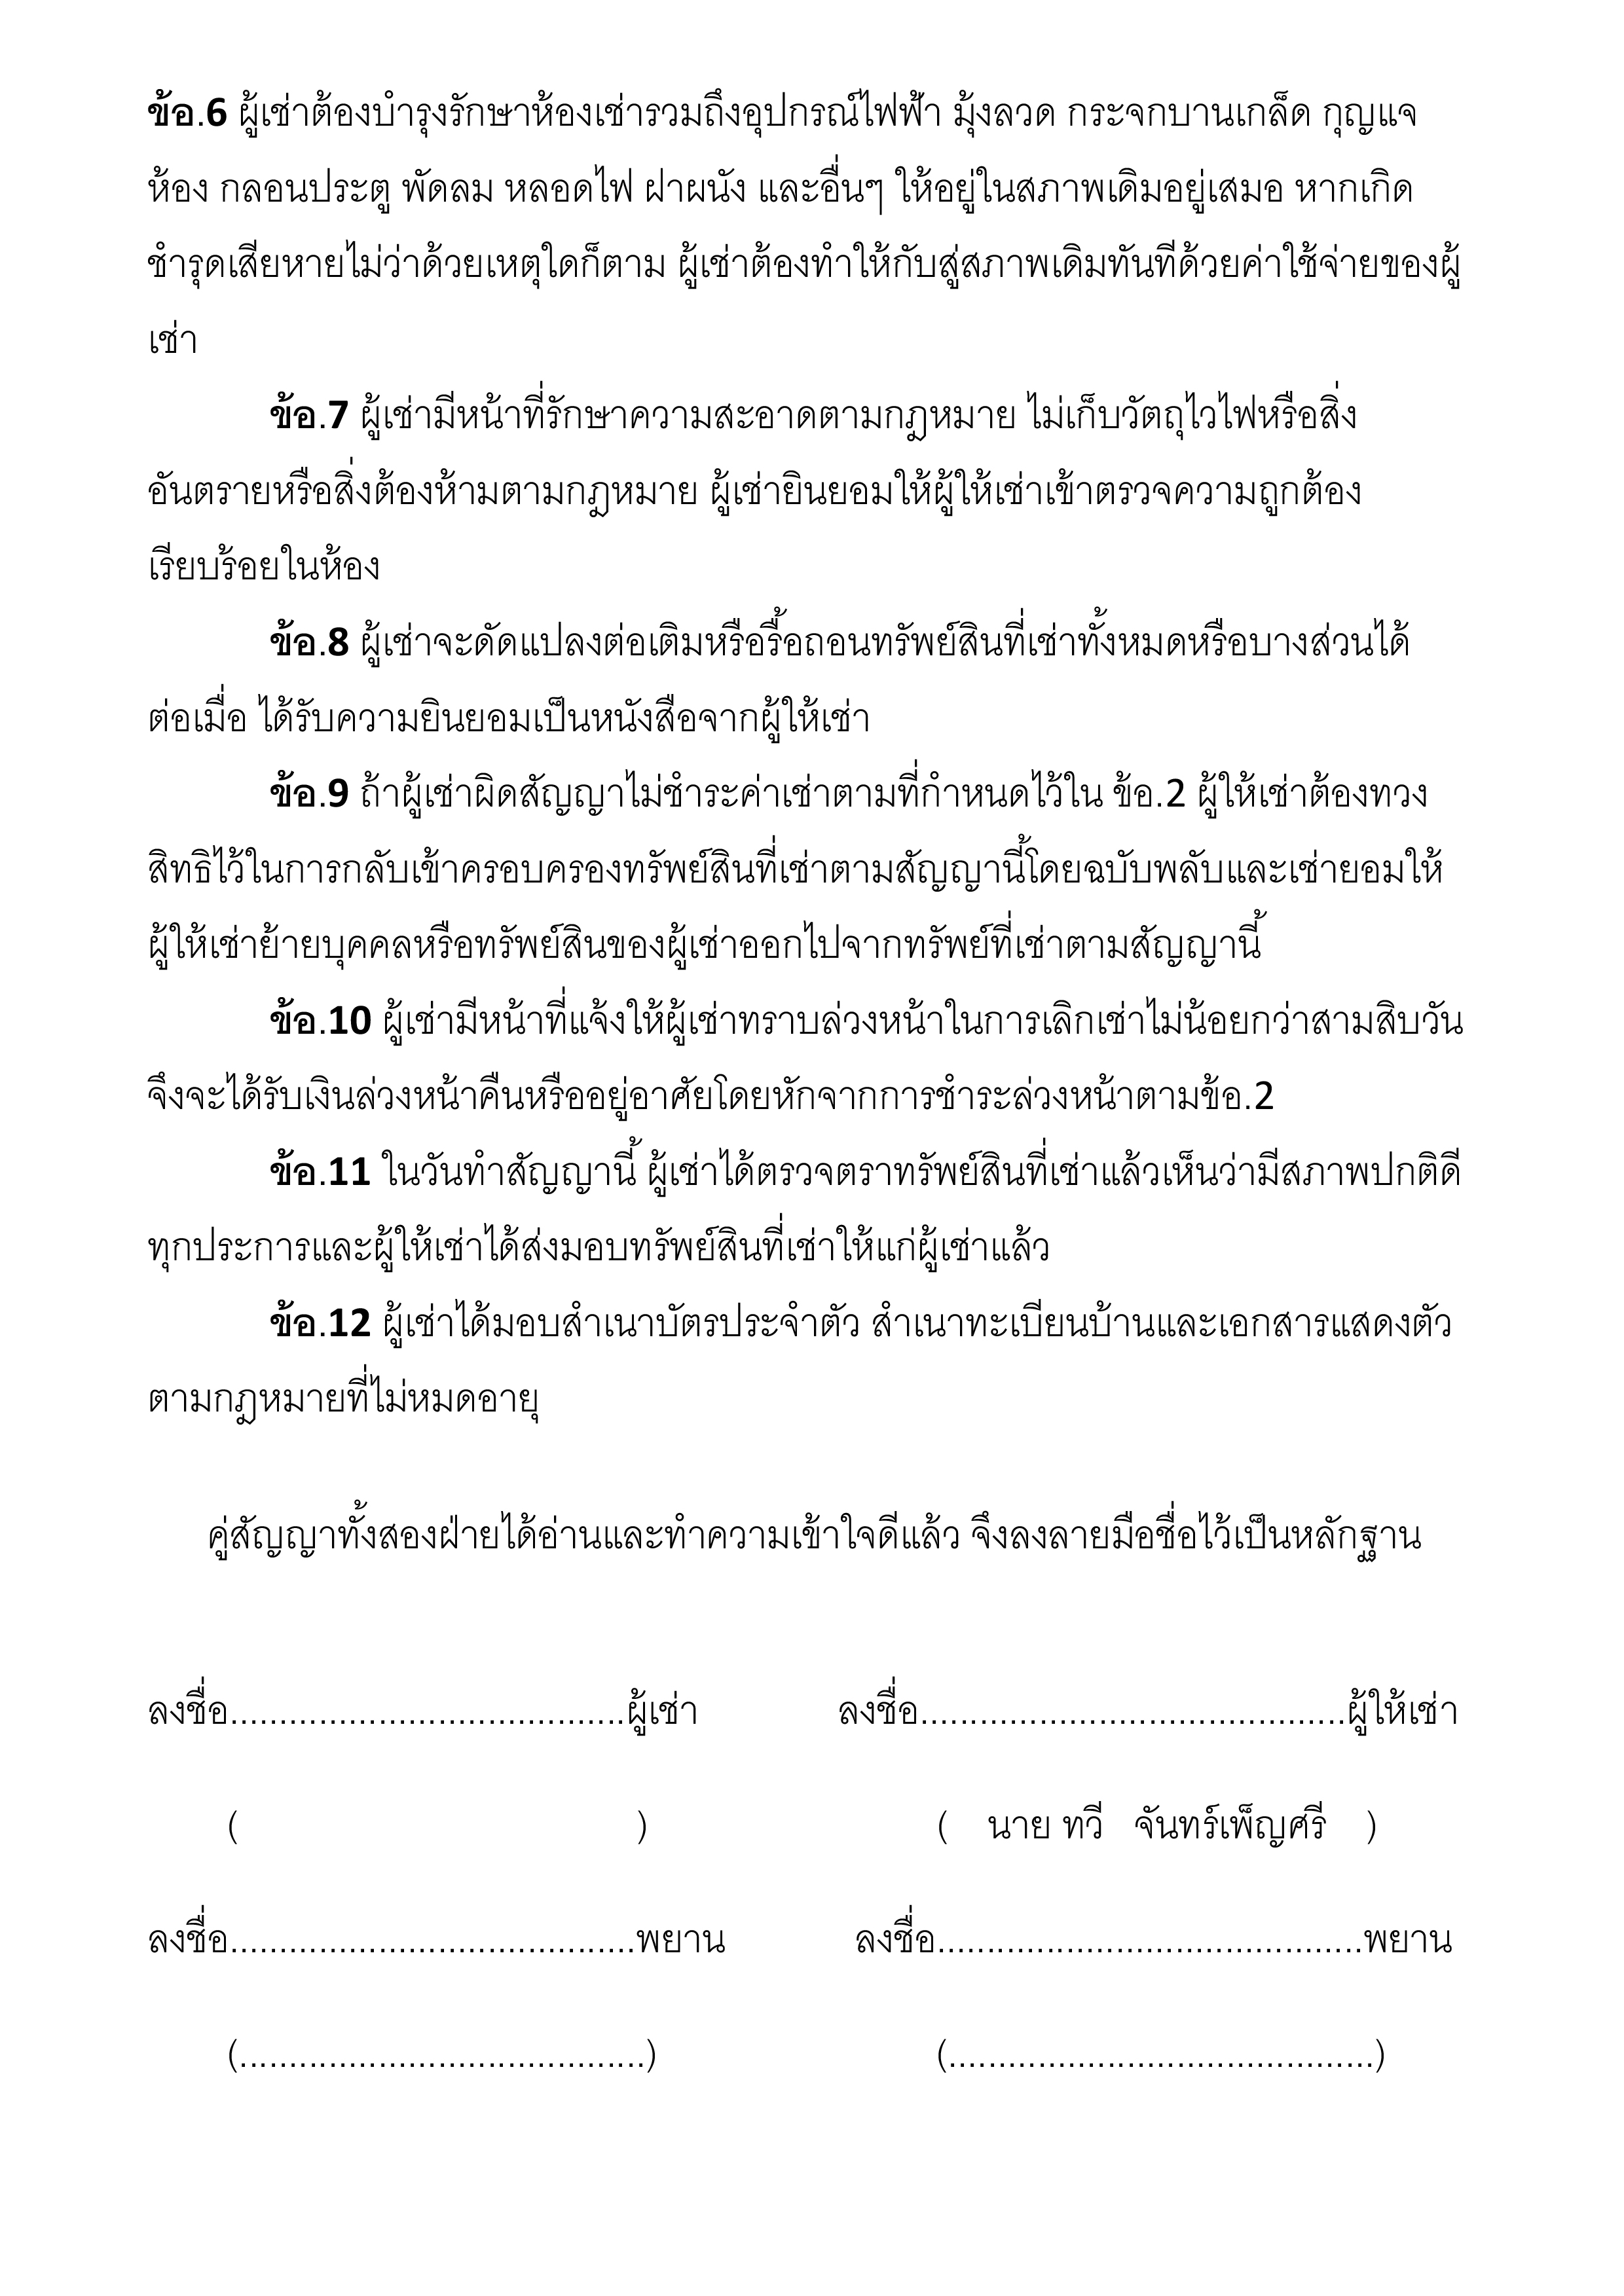 ข้อ.6 ผู้เช่าต้องบำรุงรักษาห้องเช่ารวมถึงอุปกรณ์ไฟฟ้า มุ้งลวด กระจกบานเกล็ด กุญแจ
ห้อง กลอนประตู พัดลม หลอดไฟ ฝาผนัง และอื่นๆ ให้อยู่ในสภาพเดิมอยู่เสมอ หากเกิด
ชำรุดเสียหายไม่ว่าด้วยเหตุใดก็ตาม ผู้เช่าต้องทำให้กับสู่สภาพเดิมทันทีด้วยค่าใช้จ่ายของผู้
เช่า
ข้อ.7 ผู้เช่ามีหน้าที่รักษาความสะอาดตามกฎหมาย ไม่เก็บวัตถุไวไฟหรือสิ่ง
อันตรายหรือสิ่งต้องห้ามตามกฎหมาย ผู้เช่ายินยอมให้ผู้ให้เช่าเข้าตรวจความถูกต้อง
เรียบร้อยในห้อง
ข้อ.8 ผู้เช่าจะดัดแปลงต่อเติมหรือรื้อถอนทรัพย์สินที่เช่าทั้งหมดหรือบางส่วนได้
ต่อเมื่อ ได้รับความยินยอมเป็นหนังสือจากผู้ให้เช่า
ข้อ.9 ถ้าผู้เช่าผิดสัญญาไม่ชำระค่าเช่าตามที่กำหนดไว้ใน ข้อ.2 ผู้ให้เช่าต้องทวง
สิทธิไว้ในการกลับเข้าครอบครองทรัพย์สินที่เช่าตามสัญญานี้โดยฉบับพลับและเช่ายอมให้
ผู้ให้เช่าย้ายบุคคลหรือทรัพย์สินของผู้เช่าออกไปจากทรัพย์ที่เช่าตามสัญญานี้
ข้อ.10 ผู้เช่ามีหน้าที่แจ้งให้ผู้เช่าทราบล่วงหน้าในการเลิกเช่าไม่น้อยกว่าสามสิบวัน
จึงจะได้รับเงินล่วงหน้าคืนหรืออยู่อาศัยโดยหักจากการชำระล่วงหน้าตามข้อ.2
ข้อ.11 ในวันทำสัญญานี้ ผู้เช่าได้ตรวจตราทรัพย์สินที่เช่าแล้วเห็นว่ามีสภาพปกติดี
ทุกประการและผู้ให้เช่าได้ส่งมอบทรัพย์สินที่เช่าให้แก่ผู้เช่าแล้ว
ข้อ.12 ผู้เช่าได้มอบสำเนาบัตรประจำตัว สำเนาทะเบียนบ้านและเอกสารแสดงตัว
ตามกฎหมายที่ไม่หมดอายุ
คู่สัญญาทั้งสองฝ่ายได้อ่านและทำความเข้าใจดีแล้ว จึงลงลายมือชื่อไว้เป็นหลักฐาน
ลงชื่อ........................................ผู้เช่า ลงชื่อ...........................................ผู้ให้เช่า
( ) ( นาย ทวี จันทร์เพ็ญศรี )
ลงชื่อ.........................................พยาน ลงชื่อ...........................................พยาน
(.........................................) (...........................................)